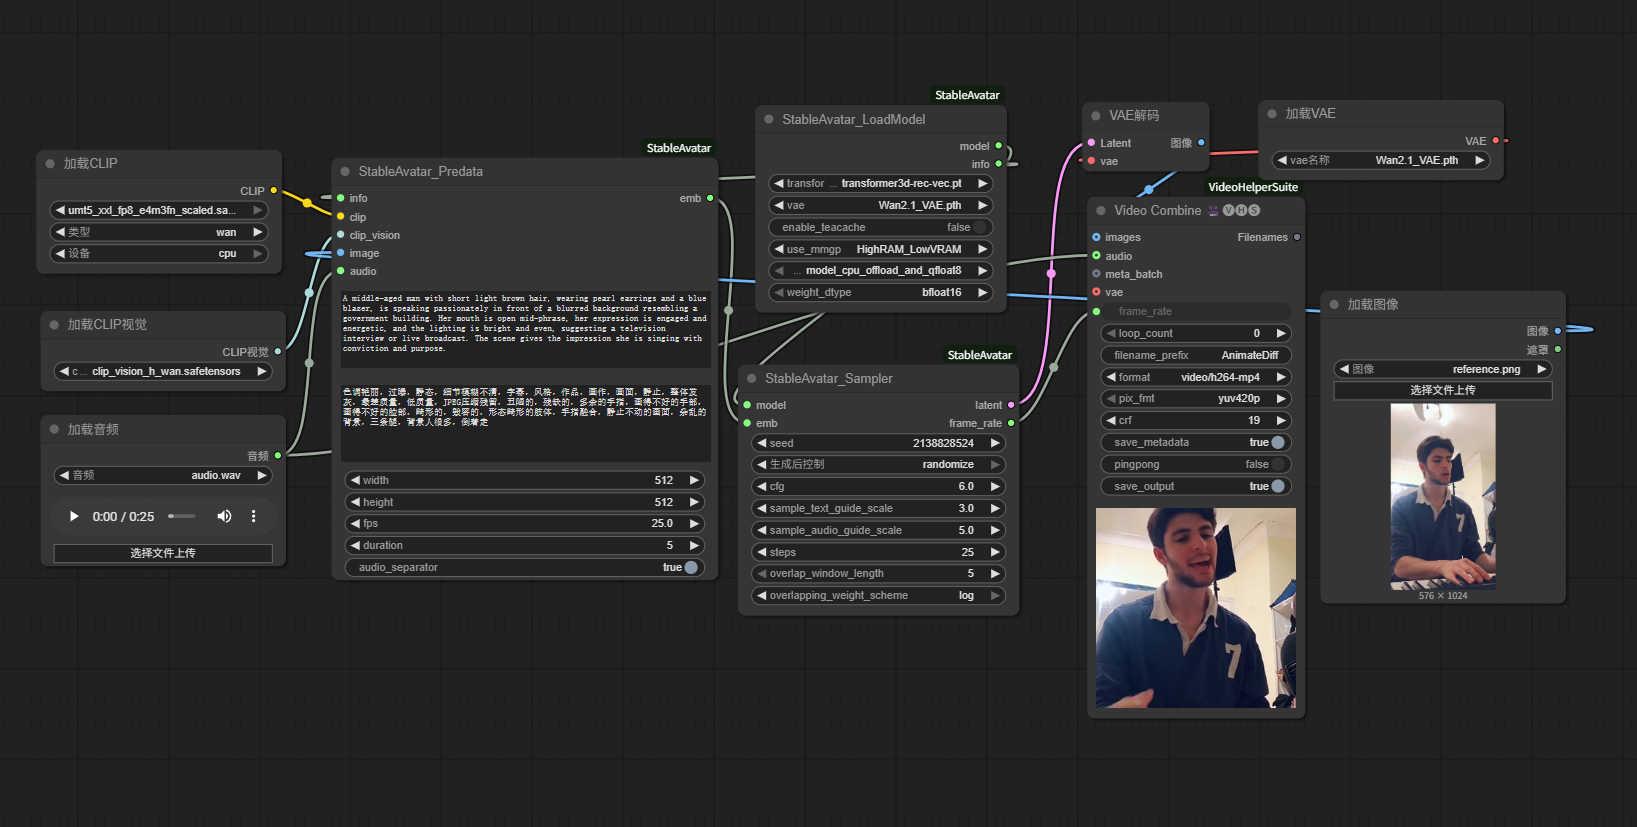 加载CLIP
CLIP
umt5_xxl_fp8_e4m3fn_scaled.sa...
类型 wan
设备 cpu
加载CLIP视觉
CLIP视觉
c ... clip_vision_h_wan.safetensors
加载音频
音频
音频 audio.wav
0:00 / 0:25
选择文件上传
StableAvatar
StableAvatar_Predata
info emb
clip
clip_vision
image
audio
A middle-aged man with short light brown hair, wearing pearl earrings and a blue
blazer, is speaking passionately in front of a blurred background resembling a
government building. Her mouth is open mid-phrase, her expression is engaged and
energetic, and the lighting is bright and even, suggesting a television
interview or live broadcast. The scene gives the impression she is singing with
conviction and purpose.
色调艳丽，过曝，静态，细节模糊不清，字幕，风格，作品，画作，画面，静止，整体发
灰，最差质量，低质量，JPEG压缩残留，丑陋的，残缺的，多余的手指，画得不好的手部，
画得不好的脸部，畸形的，毁容的，形态畸形的肢体，手指融合，静止不动的画面，杂乱的
背景，三条腿，背景人很多，倒着走
width 512
height 512
fps 25.0
duration 5
audio_separator true
StableAvatar
StableAvatar_LoadModel
model
info
transfor ... transformer3d-rec-vec.pt
vae Wan2.1_VAE.pth
enable_teacache false
use_mmgp HighRAM_LowVRAM
... model_cpu_offload_and_qfloat8
weight_dtype bfloat16
StableAvatar
StableAvatar_Sampler
model latent
emb frame_rate
seed 2138828524
生成后控制 randomize
cfg 6.0
sample_text_guide_scale 3.0
sample_audio_guide_scale 5.0
steps 25
overlap_window_length 5
overlapping_weight_scheme log
VAE解码
Latent 图像
vae
加载VAE
VAE
vae名称 Wan2.1_VAE.pth
VideoHelperSuite
Video Combine 🎥🅥🅗🅢
images Filenames
audio
meta_batch
vae
frame_rate
loop_count 0
filename_prefix AnimateDiff
format video/h264-mp4
pix_fmt yuv420p
crf 19
save_metadata true
pingpong false
save_output true
7
加载图像
图像
遮罩
图像 reference.png
选择文件上传
7
576 × 1024